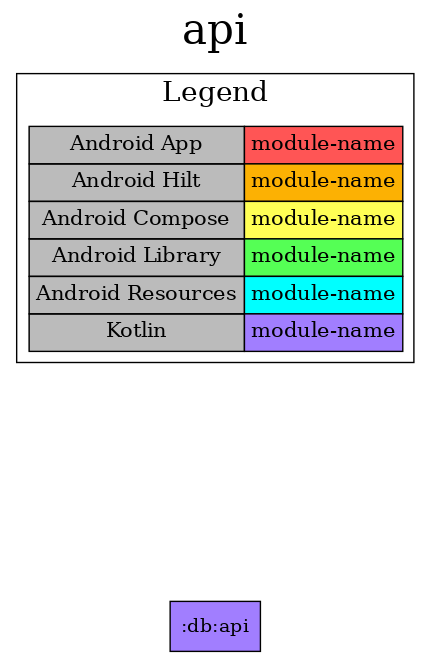 api
Legend
Android App module-name
Android Hilt module-name
Android Compose module-name
Android Library module-name
Android Resources module-name
Kotlin module-name
:db:api